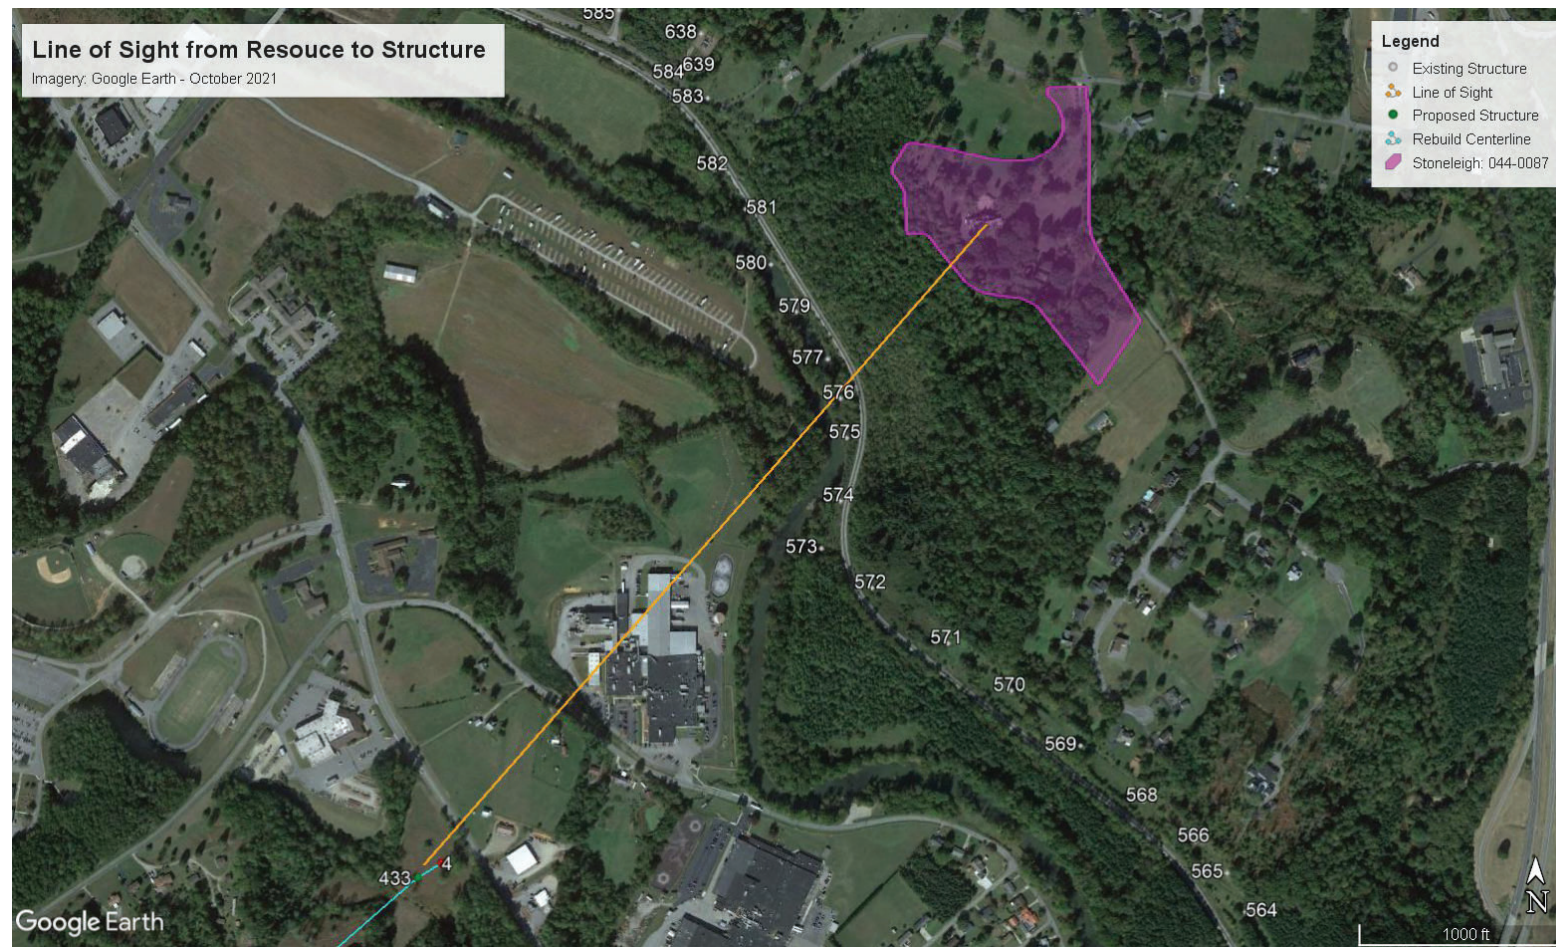 Line of Sight from Resouce to Structure
Imagery: Google Earth - October 2021
Legend
Existing Structure
Line of Sight
Proposed Structure
Rebuild Centerline
Stoneleigh: 044-0087
585
638
639
584
583
582
581
580
579
577
576
575
574
573
572
571
570
569
568
566
565
564
4
433
Google Earth
N
1000 ft